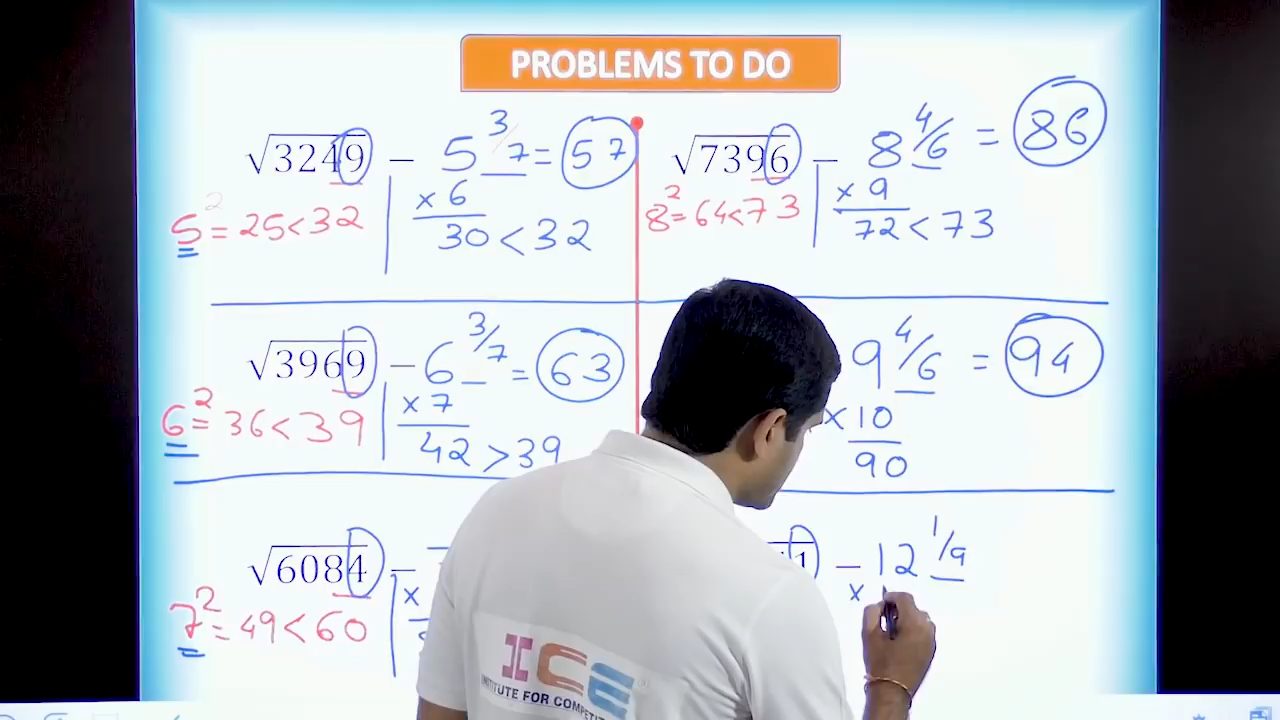 PROBLEMS TO DO
√3249 – 5 3/7 = 57
5² = 25 < 32
× 6
30 < 32
√7396 – 8 4/6 = 86
8² = 64 < 73
× 9
72 < 73
√3969 – 6 3/7 = 63
6² = 36 < 39
× 7
42 > 39
9 4/6 = 94
× 10
90
√6084 –
7² = 49 < 60
×
1 – 12 1/9
×
ICE
INSTITUTE FOR